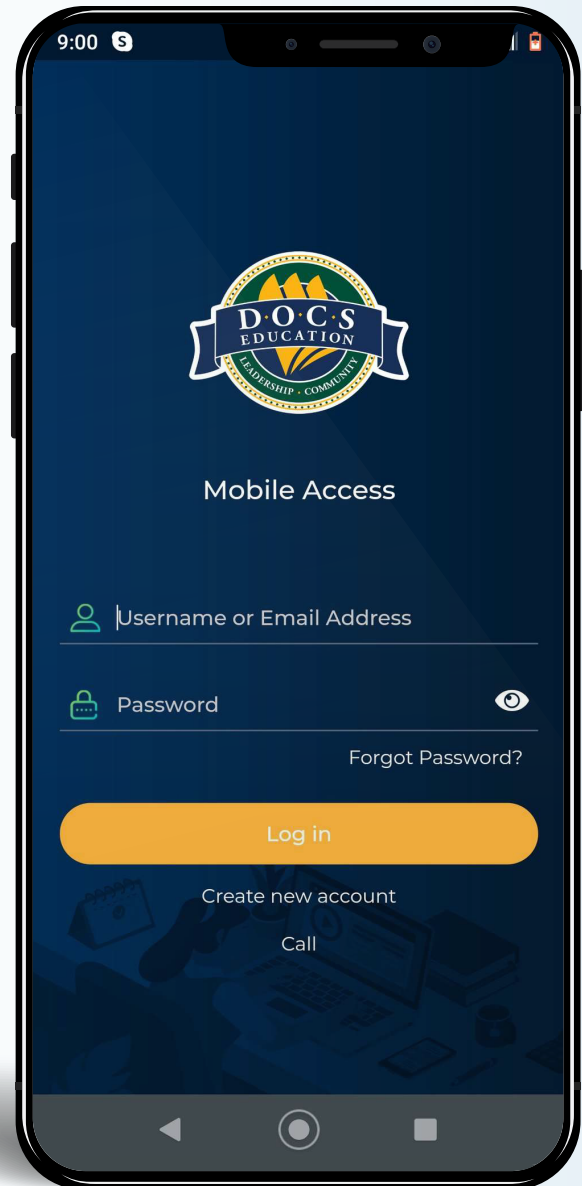 9:00 S
D·O·C·S
EDUCATION
LEADERSHIP · COMMUNITY
Mobile Access
Username or Email Address
Password
Forgot Password?
Log in
Create new account
Call